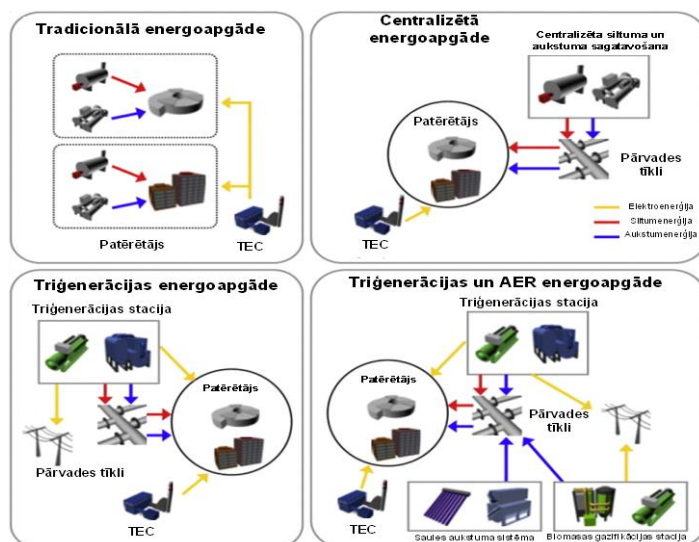 Tradicionālā energoapgāde
Patērētājs
TEC
Centralizētā
energoapgāde
Centralizēta siltuma un
aukstuma sagatavošana
Patērētājs
Pārvades
tīkli
TEC
Elektroenerģija
Siltumenerģija
Aukstumenerģija
Triģenerācijas energoapgāde
Triģenerācijas stacija
Patērētājs
Pārvades tīkli
TEC
Triģenerācijas un AER energoapgāde
Triģenerācijas stacija
Patērētājs
Pārvades
tīkli
TEC
Saules aukstuma sistēma
Biomasas gazifikācijas stacija